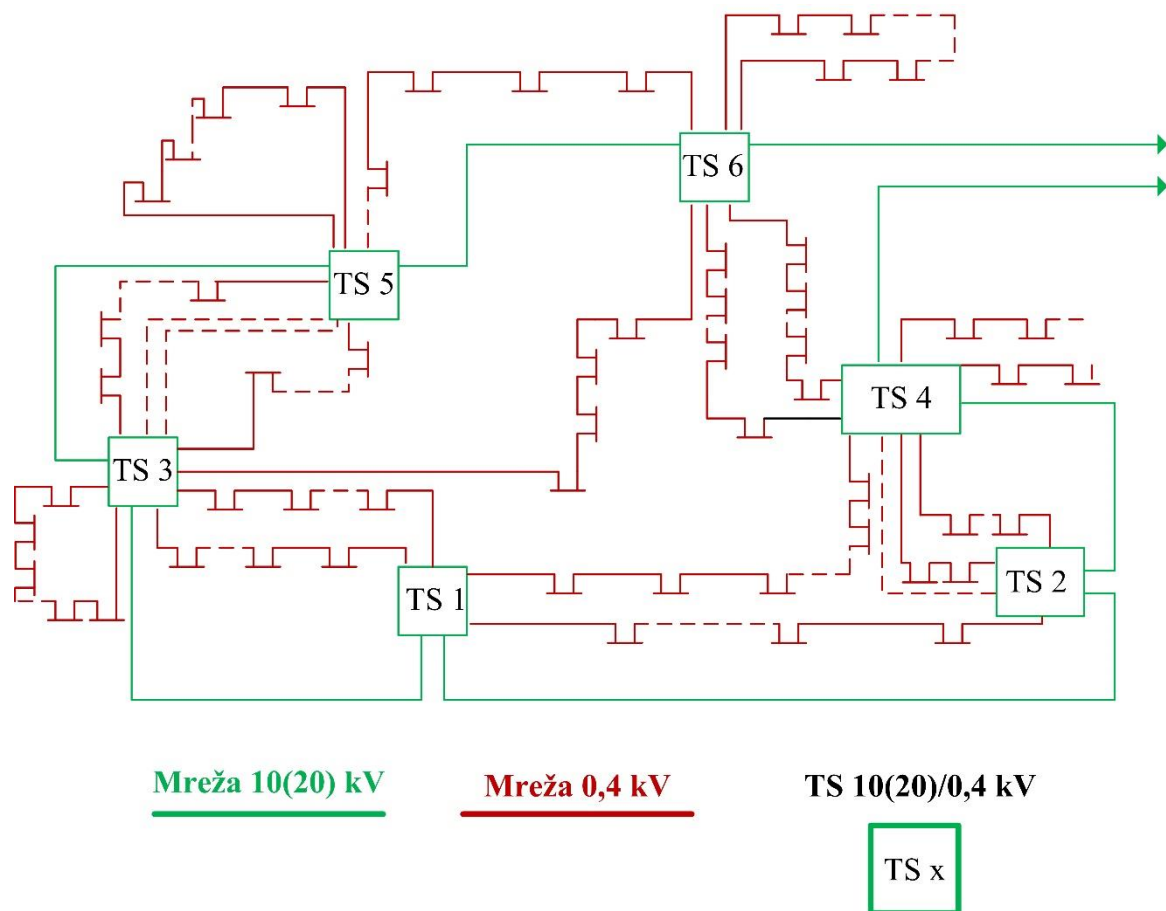 TS 6
TS 5
TS 4
TS 3
TS 2
TS 1
Mreža 10(20) kV
Mreža 0,4 kV
TS 10(20)/0,4 kV
TS x